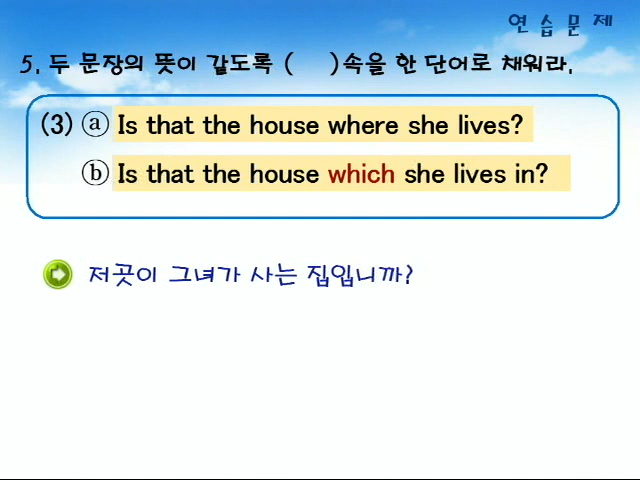 연 습 문 제
5. 두 문장의 뜻이 같도록 (    )속을 한 단어로 채워라.
(3) ⓐ Is that the house where she lives?
ⓑ Is that the house which she lives in?
저곳이 그녀가 사는 집입니까?